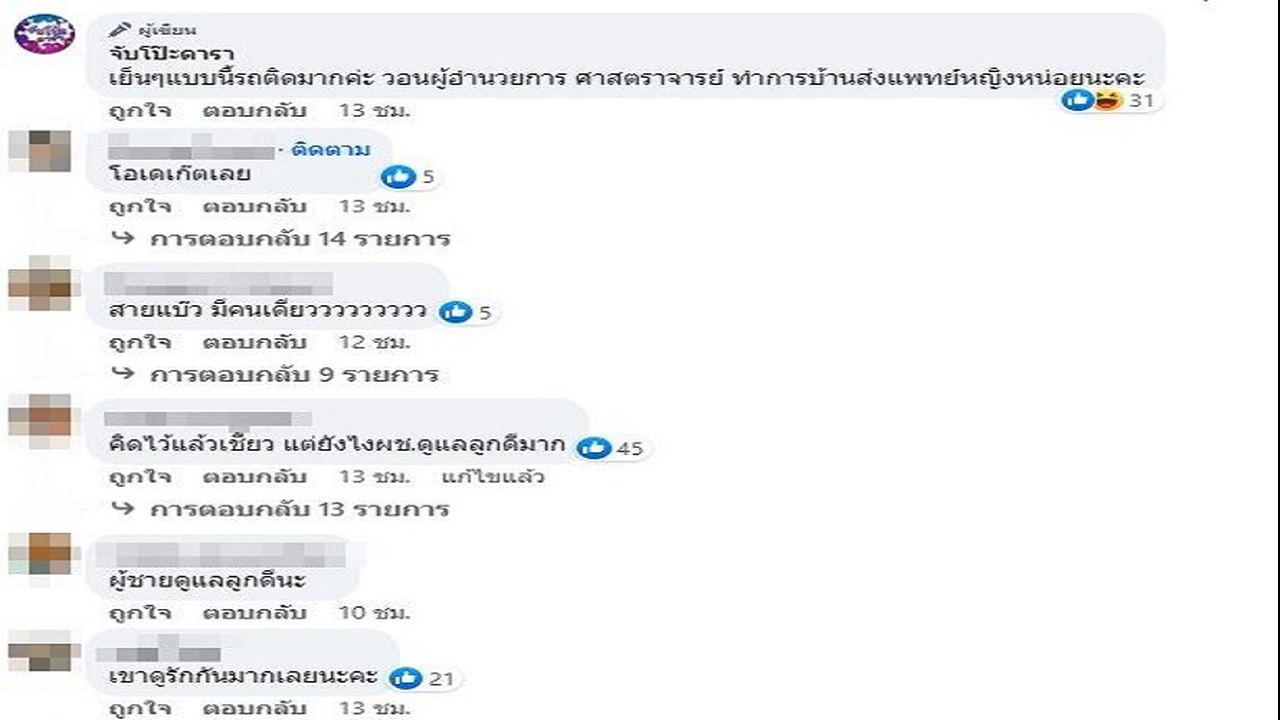 ผู้เขียน
จับโป๊ะดารา
เย็นๆแบบนี้รถติดมากค่ะ วอนผู้อำนวยการ ศาสตราจารย์ ทำการบ้านส่งแพทย์หญิงหน่อยนะคะ
31
ถูกใจ ตอบกลับ 13 ชม.
· ติดตาม
โอเดเก๊ตเลย
5
ถูกใจ ตอบกลับ 13 ชม.
การตอบกลับ 14 รายการ
สายแบ๊ว มีคนเดียวววววววววว
5
ถูกใจ ตอบกลับ 12 ชม.
การตอบกลับ 9 รายการ
คิดไว้แล้วเชียว แต่ยังไงผช.ดูแลลูกดีมาก
45
ถูกใจ ตอบกลับ 13 ชม. แก้ไขแล้ว
การตอบกลับ 13 รายการ
ผู้ชายดูแลลูกดีนะ
ถูกใจ ตอบกลับ 10 ชม.
เขาดูรักกันมากเลยนะคะ
21
ถูกใจ ตอบกลับ 13 ชม.